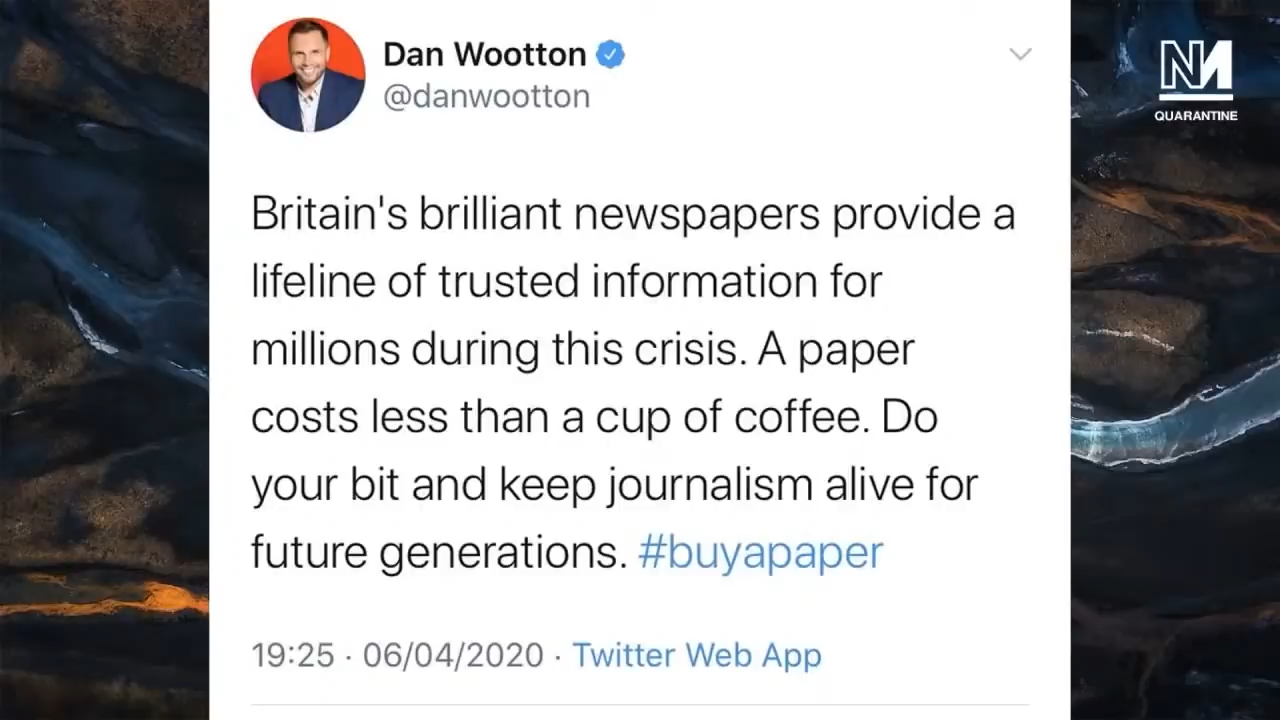 Dan Wootton
@danwootton
NM
QUARANTINE
Britain's brilliant newspapers provide a
lifeline of trusted information for
millions during this crisis. A paper
costs less than a cup of coffee. Do
your bit and keep journalism alive for
future generations. #buyapaper
19:25 · 06/04/2020 · Twitter Web App